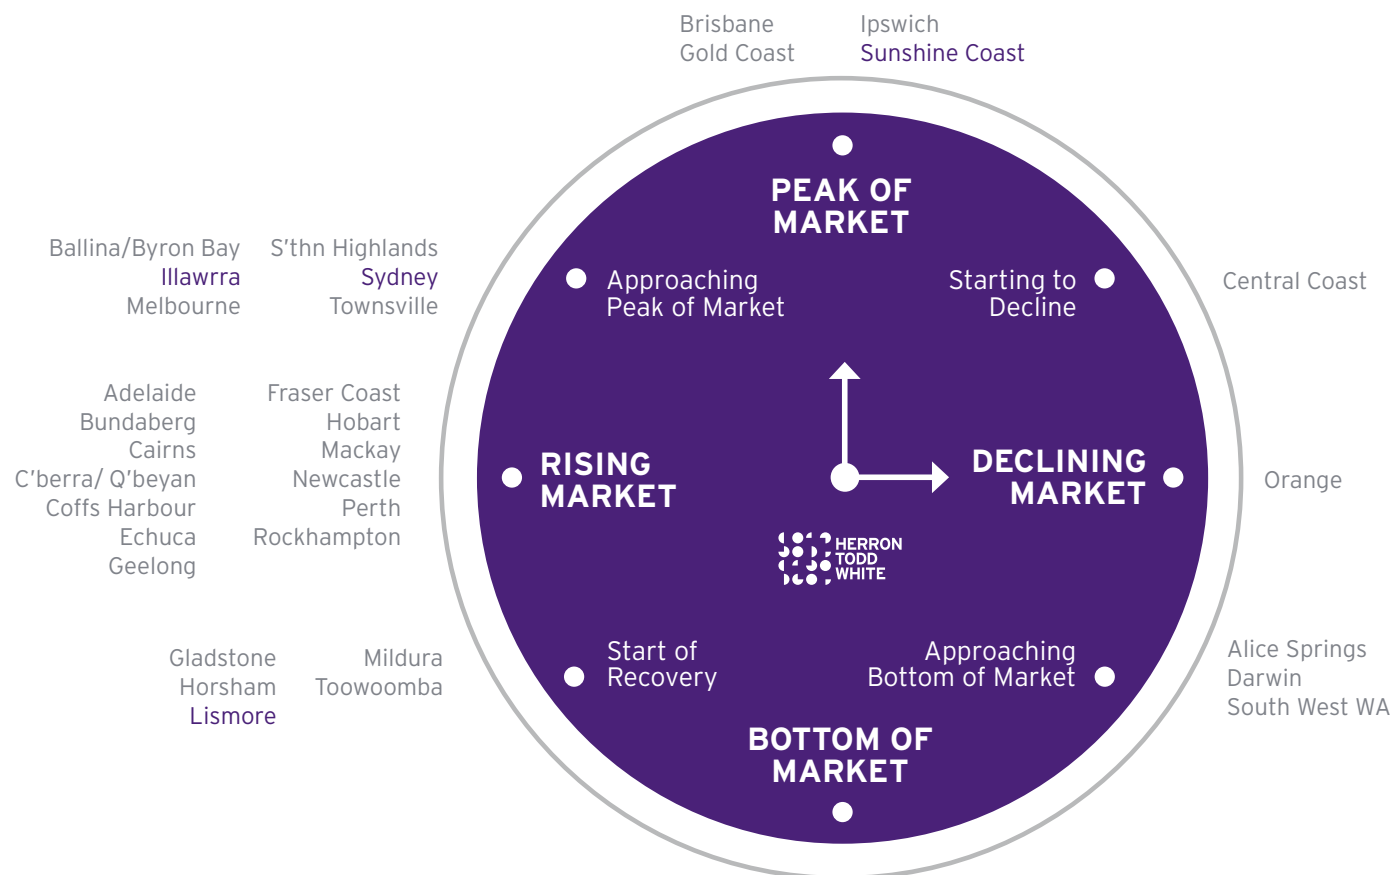 Brisbane
Gold Coast
Ipswich
Sunshine Coast
PEAK OF
MARKET
Ballina/Byron Bay
Illawrra
Melbourne
S'thn Highlands
Sydney
Townsville
Approaching
Peak of Market
Starting to
Decline
Central Coast
Adelaide
Bundaberg
Cairns
C'berra/ Q'beyan
Coffs Harbour
Echuca
Geelong
Fraser Coast
Hobart
Mackay
Newcastle
Perth
Rockhampton
RISING
MARKET
DECLINING
MARKET
Orange
HERRON
TODD
WHITE
Gladstone
Horsham
Lismore
Mildura
Toowoomba
Start of
Recovery
Approaching
Bottom of Market
Alice Springs
Darwin
South West WA
BOTTOM OF
MARKET